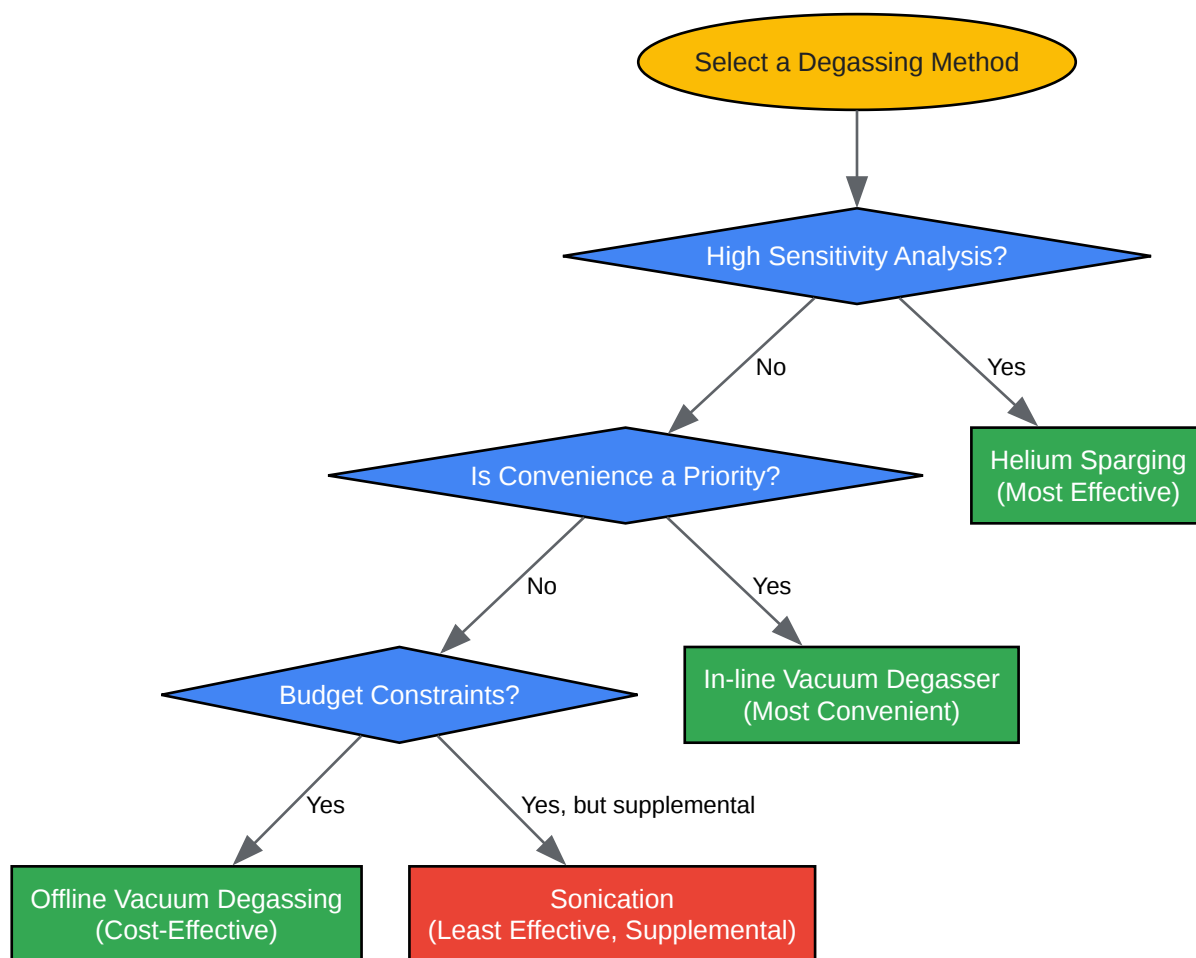 Select a Degassing Method
High Sensitivity Analysis?
No
Yes
Helium Sparging
(Most Effective)
Is Convenience a Priority?
No
Yes
In-line Vacuum Degasser
(Most Convenient)
Budget Constraints?
Yes
Yes, but supplemental
Offline Vacuum Degassing
(Cost-Effective)
Sonication
(Least Effective, Supplemental)